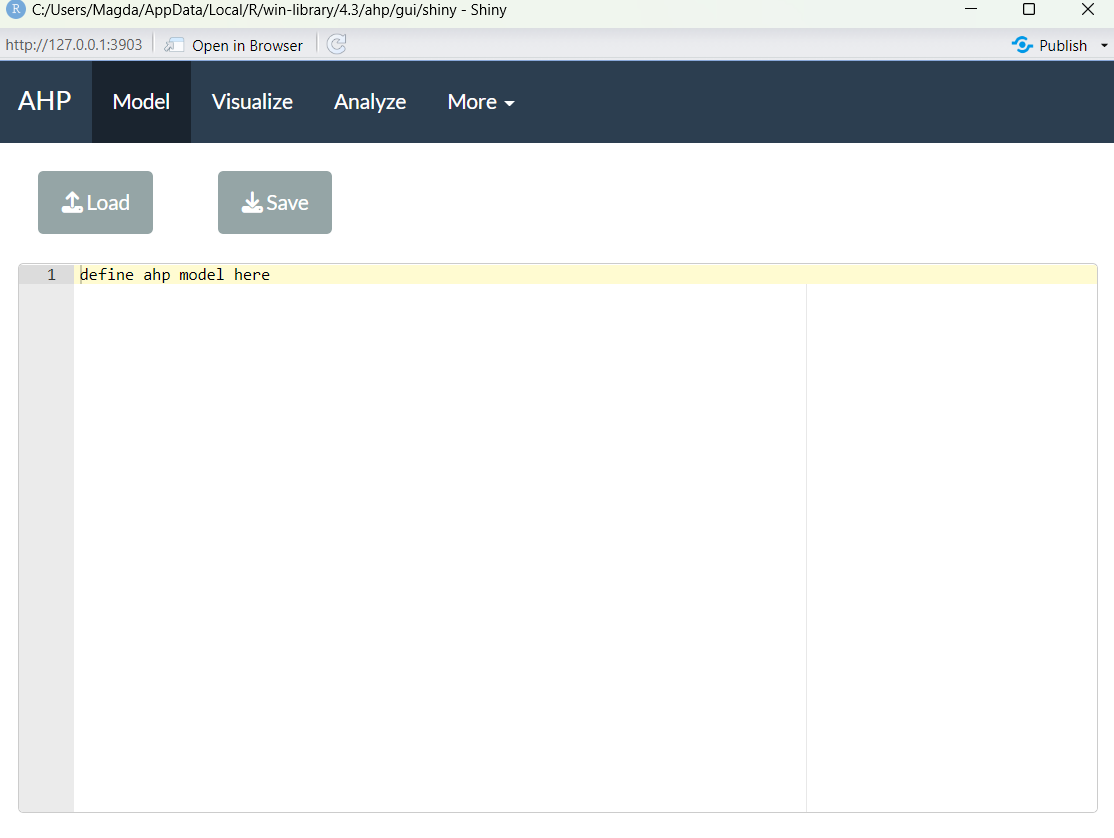 C:/Users/Magda/AppData/Local/R/win-library/4.3/ahp/gui/shiny - Shiny
http://127.0.0.1:3903 Open in Browser Publish
AHP Model Visualize Analyze More
Load Save
1 define ahp model here